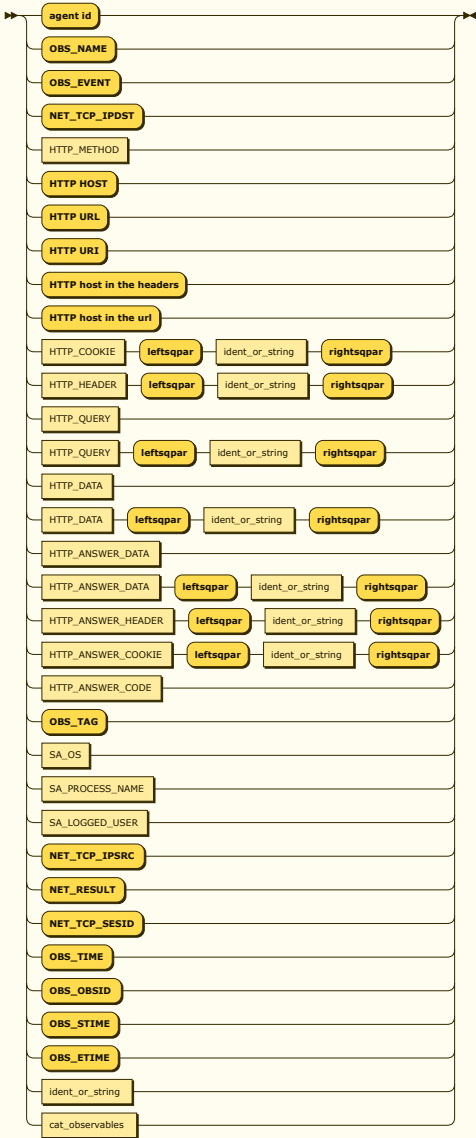 agent id
OBS_NAME
OBS_EVENT
NET_TCP_IPDST
HTTP_METHOD
HTTP HOST
HTTP URL
HTTP URI
HTTP host in the headers
HTTP host in the url
HTTP_COOKIE leftsqpar ident_or_string rightsqpar
HTTP_HEADER leftsqpar ident_or_string rightsqpar
HTTP_QUERY
HTTP_QUERY leftsqpar ident_or_string rightsqpar
HTTP_DATA
HTTP_DATA leftsqpar ident_or_string rightsqpar
HTTP_ANSWER_DATA
HTTP_ANSWER_DATA leftsqpar ident_or_string rightsqpar
HTTP_ANSWER_HEADER leftsqpar ident_or_string rightsqpar
HTTP_ANSWER_COOKIE leftsqpar ident_or_string rightsqpar
HTTP_ANSWER_CODE
OBS_TAG
SA_OS
SA_PROCESS_NAME
SA_LOGGED_USER
NET_TCP_IPSRC
NET_RESULT
NET_TCP_SESID
OBS_TIME
OBS_OBSID
OBS_STIME
OBS_ETIME
ident_or_string
cat_observables